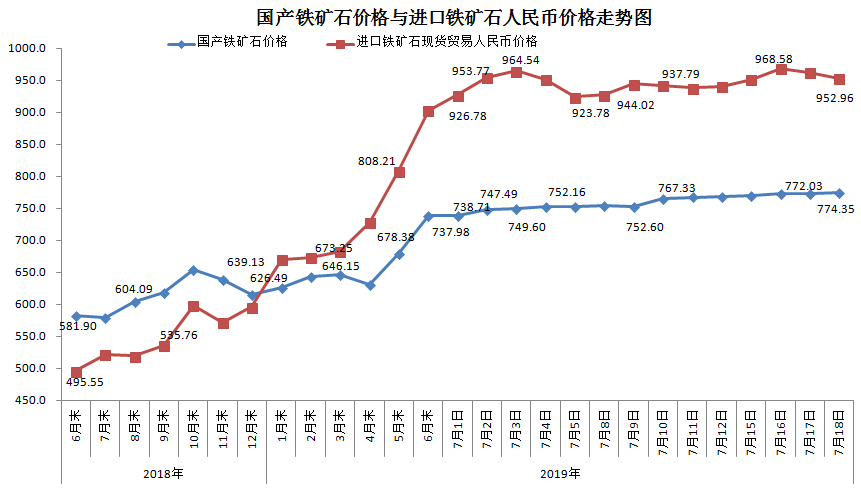 国产铁矿石价格与进口铁矿石人民币价格走势图
国产铁矿石价格
进口铁矿石现货贸易人民币价格
1000.0
950.0
900.0
850.0
800.0
750.0
700.0
650.0
600.0
550.0
500.0
450.0
953.77
964.54
926.78
923.78
944.02
937.79
968.58
952.96
808.21
678.38
673.25
646.15
639.13
626.49
604.09
581.90
535.76
495.55
737.98
738.71
747.49
749.60
752.16
752.60
767.33
772.03
774.35
6月末
7月末
8月末
9月末
10月末
11月末
12月末
1月末
2月末
3月末
4月末
5月末
6月末
7月1日
7月2日
7月3日
7月4日
7月5日
7月8日
7月9日
7月10日
7月11日
7月12日
7月15日
7月16日
7月17日
7月18日
2018年
2019年